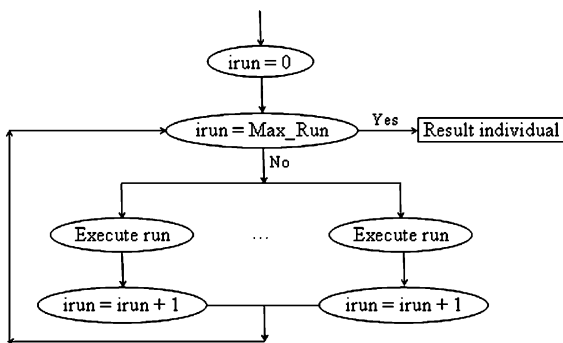 irun = 0
irun = Max_Run
Yes
Result individual
No
Execute run
...
Execute run
irun = irun + 1
irun = irun + 1